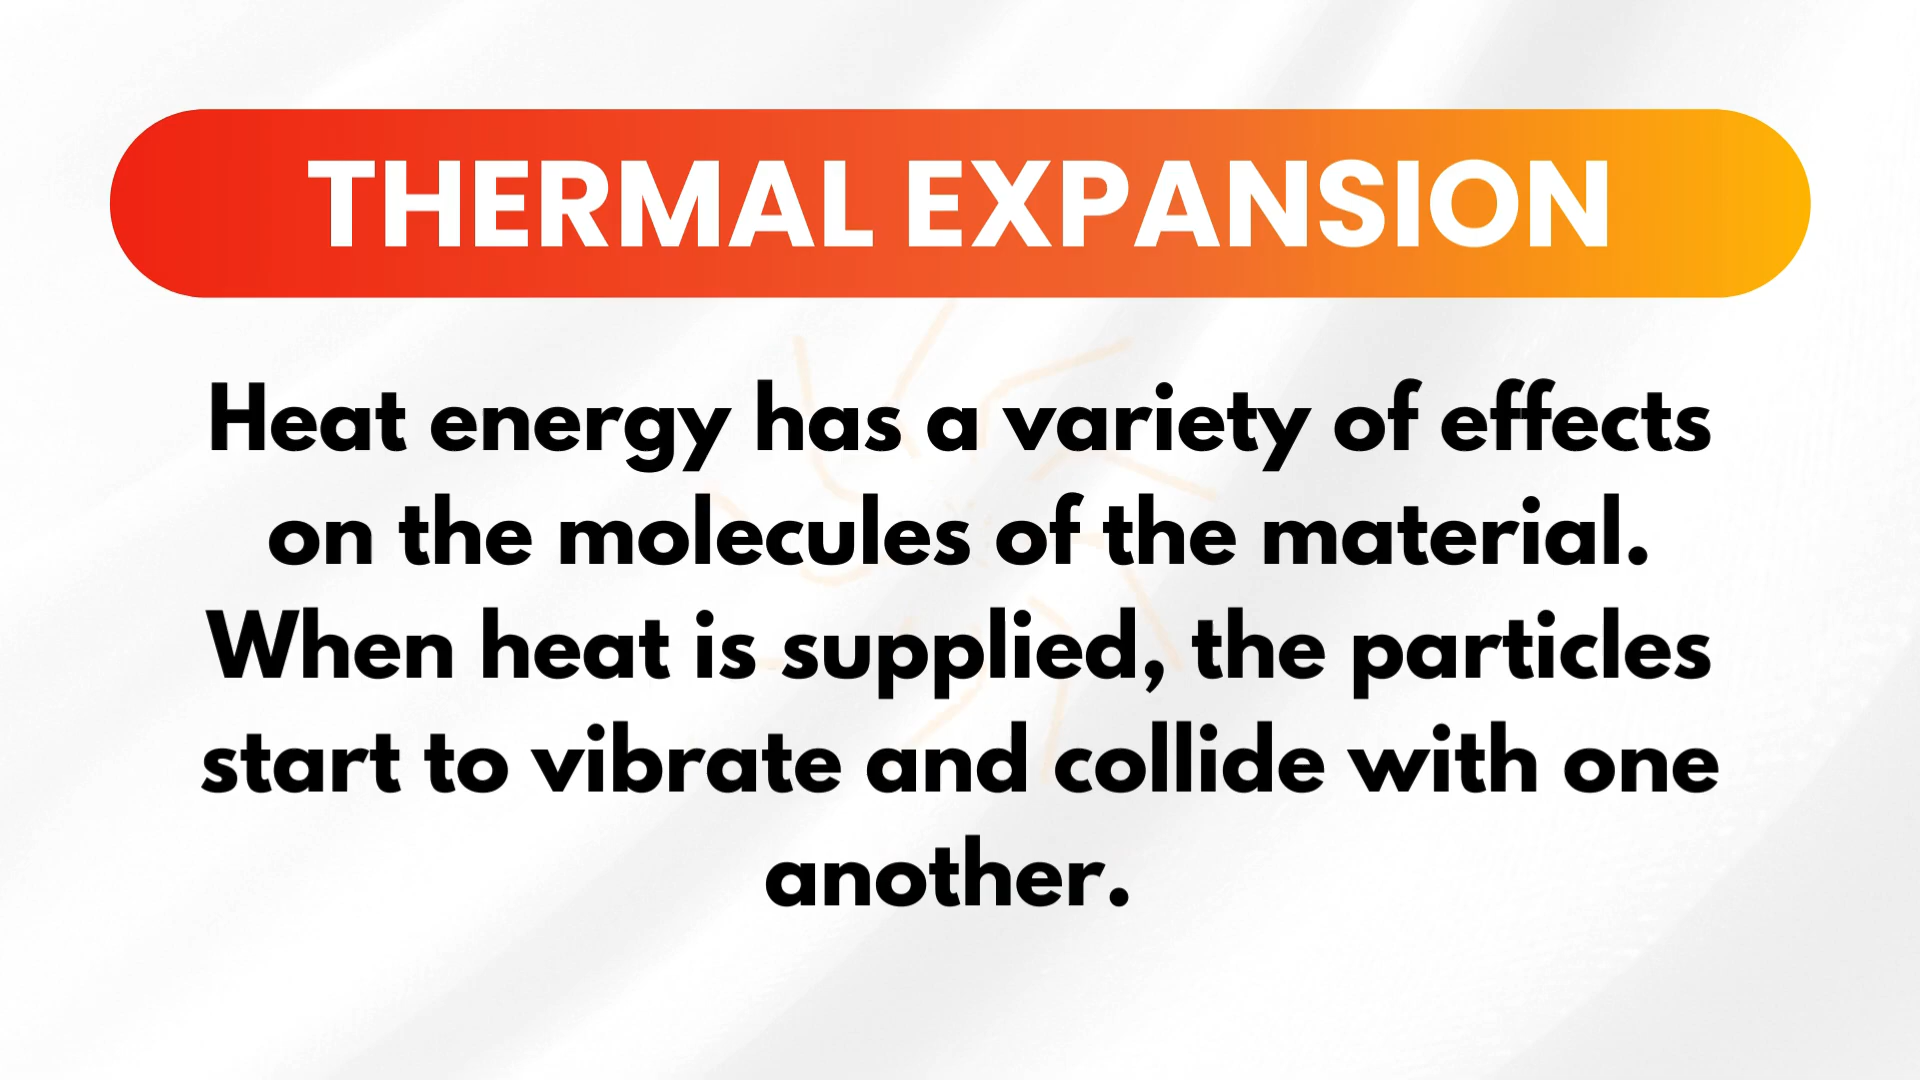 THERMAL EXPANSION
Heat energy has a variety of effects
on the molecules of the material.
When heat is supplied, the particles
start to vibrate and collide with one
another.